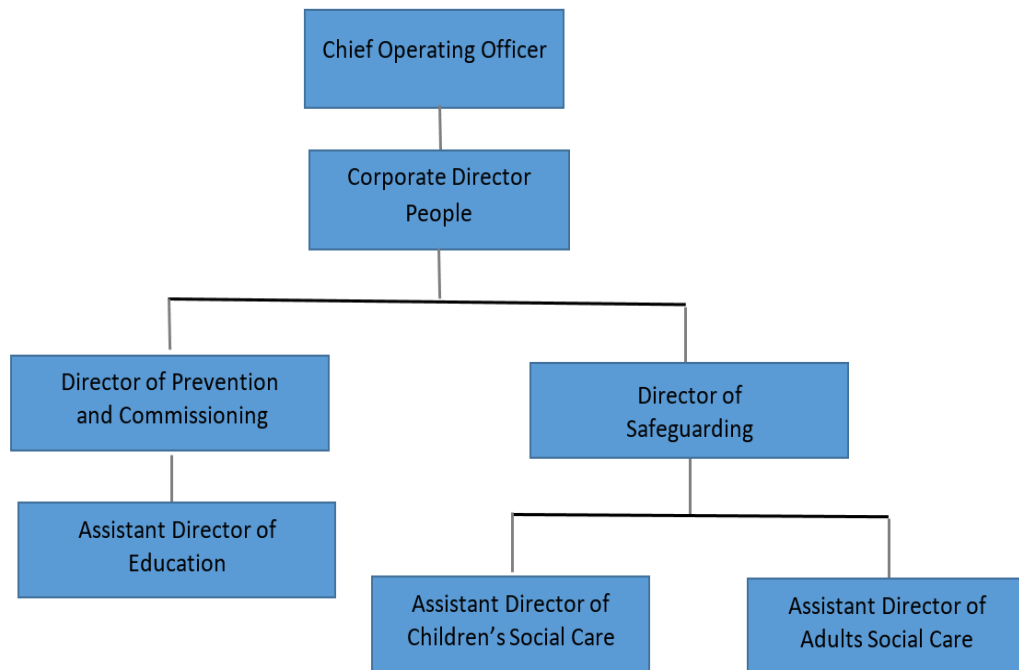 Chief Operating Officer
Corporate Director
People
Director of Prevention
and Commissioning
Director of
Safeguarding
Assistant Director of
Education
Assistant Director of
Children’s Social Care
Assistant Director of
Adults Social Care